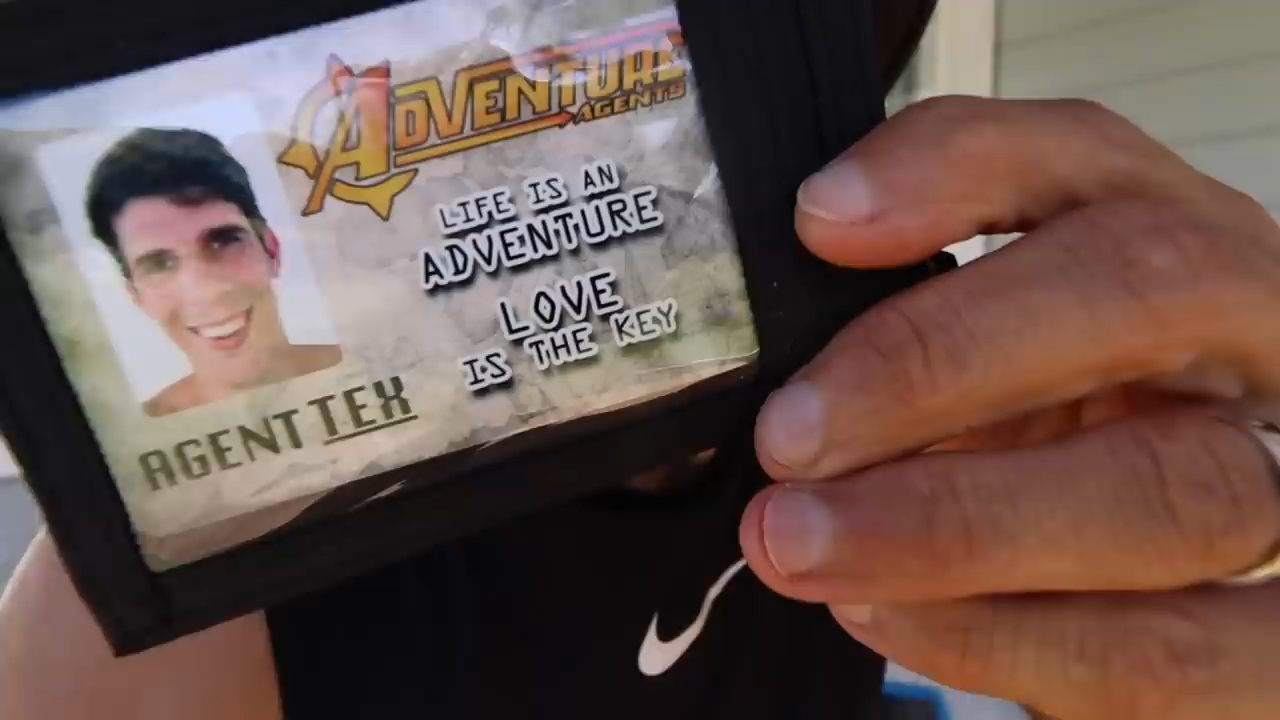 ADVENTURE
AGENTS
LIFE IS AN
ADVENTURE
LOVE
IS THE KEY
AGENT TEX